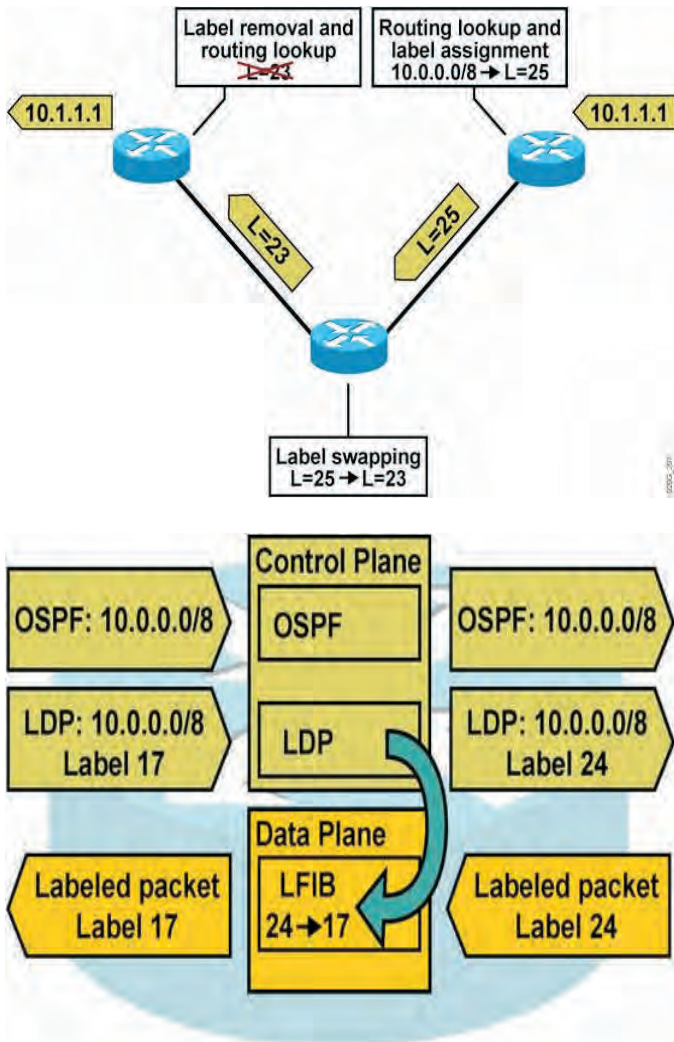 Label removal and
routing lookup
L=23
Routing lookup and
label assignment
10.0.0.0/8 → L=25
10.1.1.1
10.1.1.1
L=23
L=25
Label swapping
L=25 → L=23
Control Plane
OSPF: 10.0.0.0/8
OSPF
OSPF: 10.0.0.0/8
LDP: 10.0.0.0/8
Label 17
LDP
LDP: 10.0.0.0/8
Label 24
Data Plane
Labeled packet
Label 17
LFIB
24 → 17
Labeled packet
Label 24